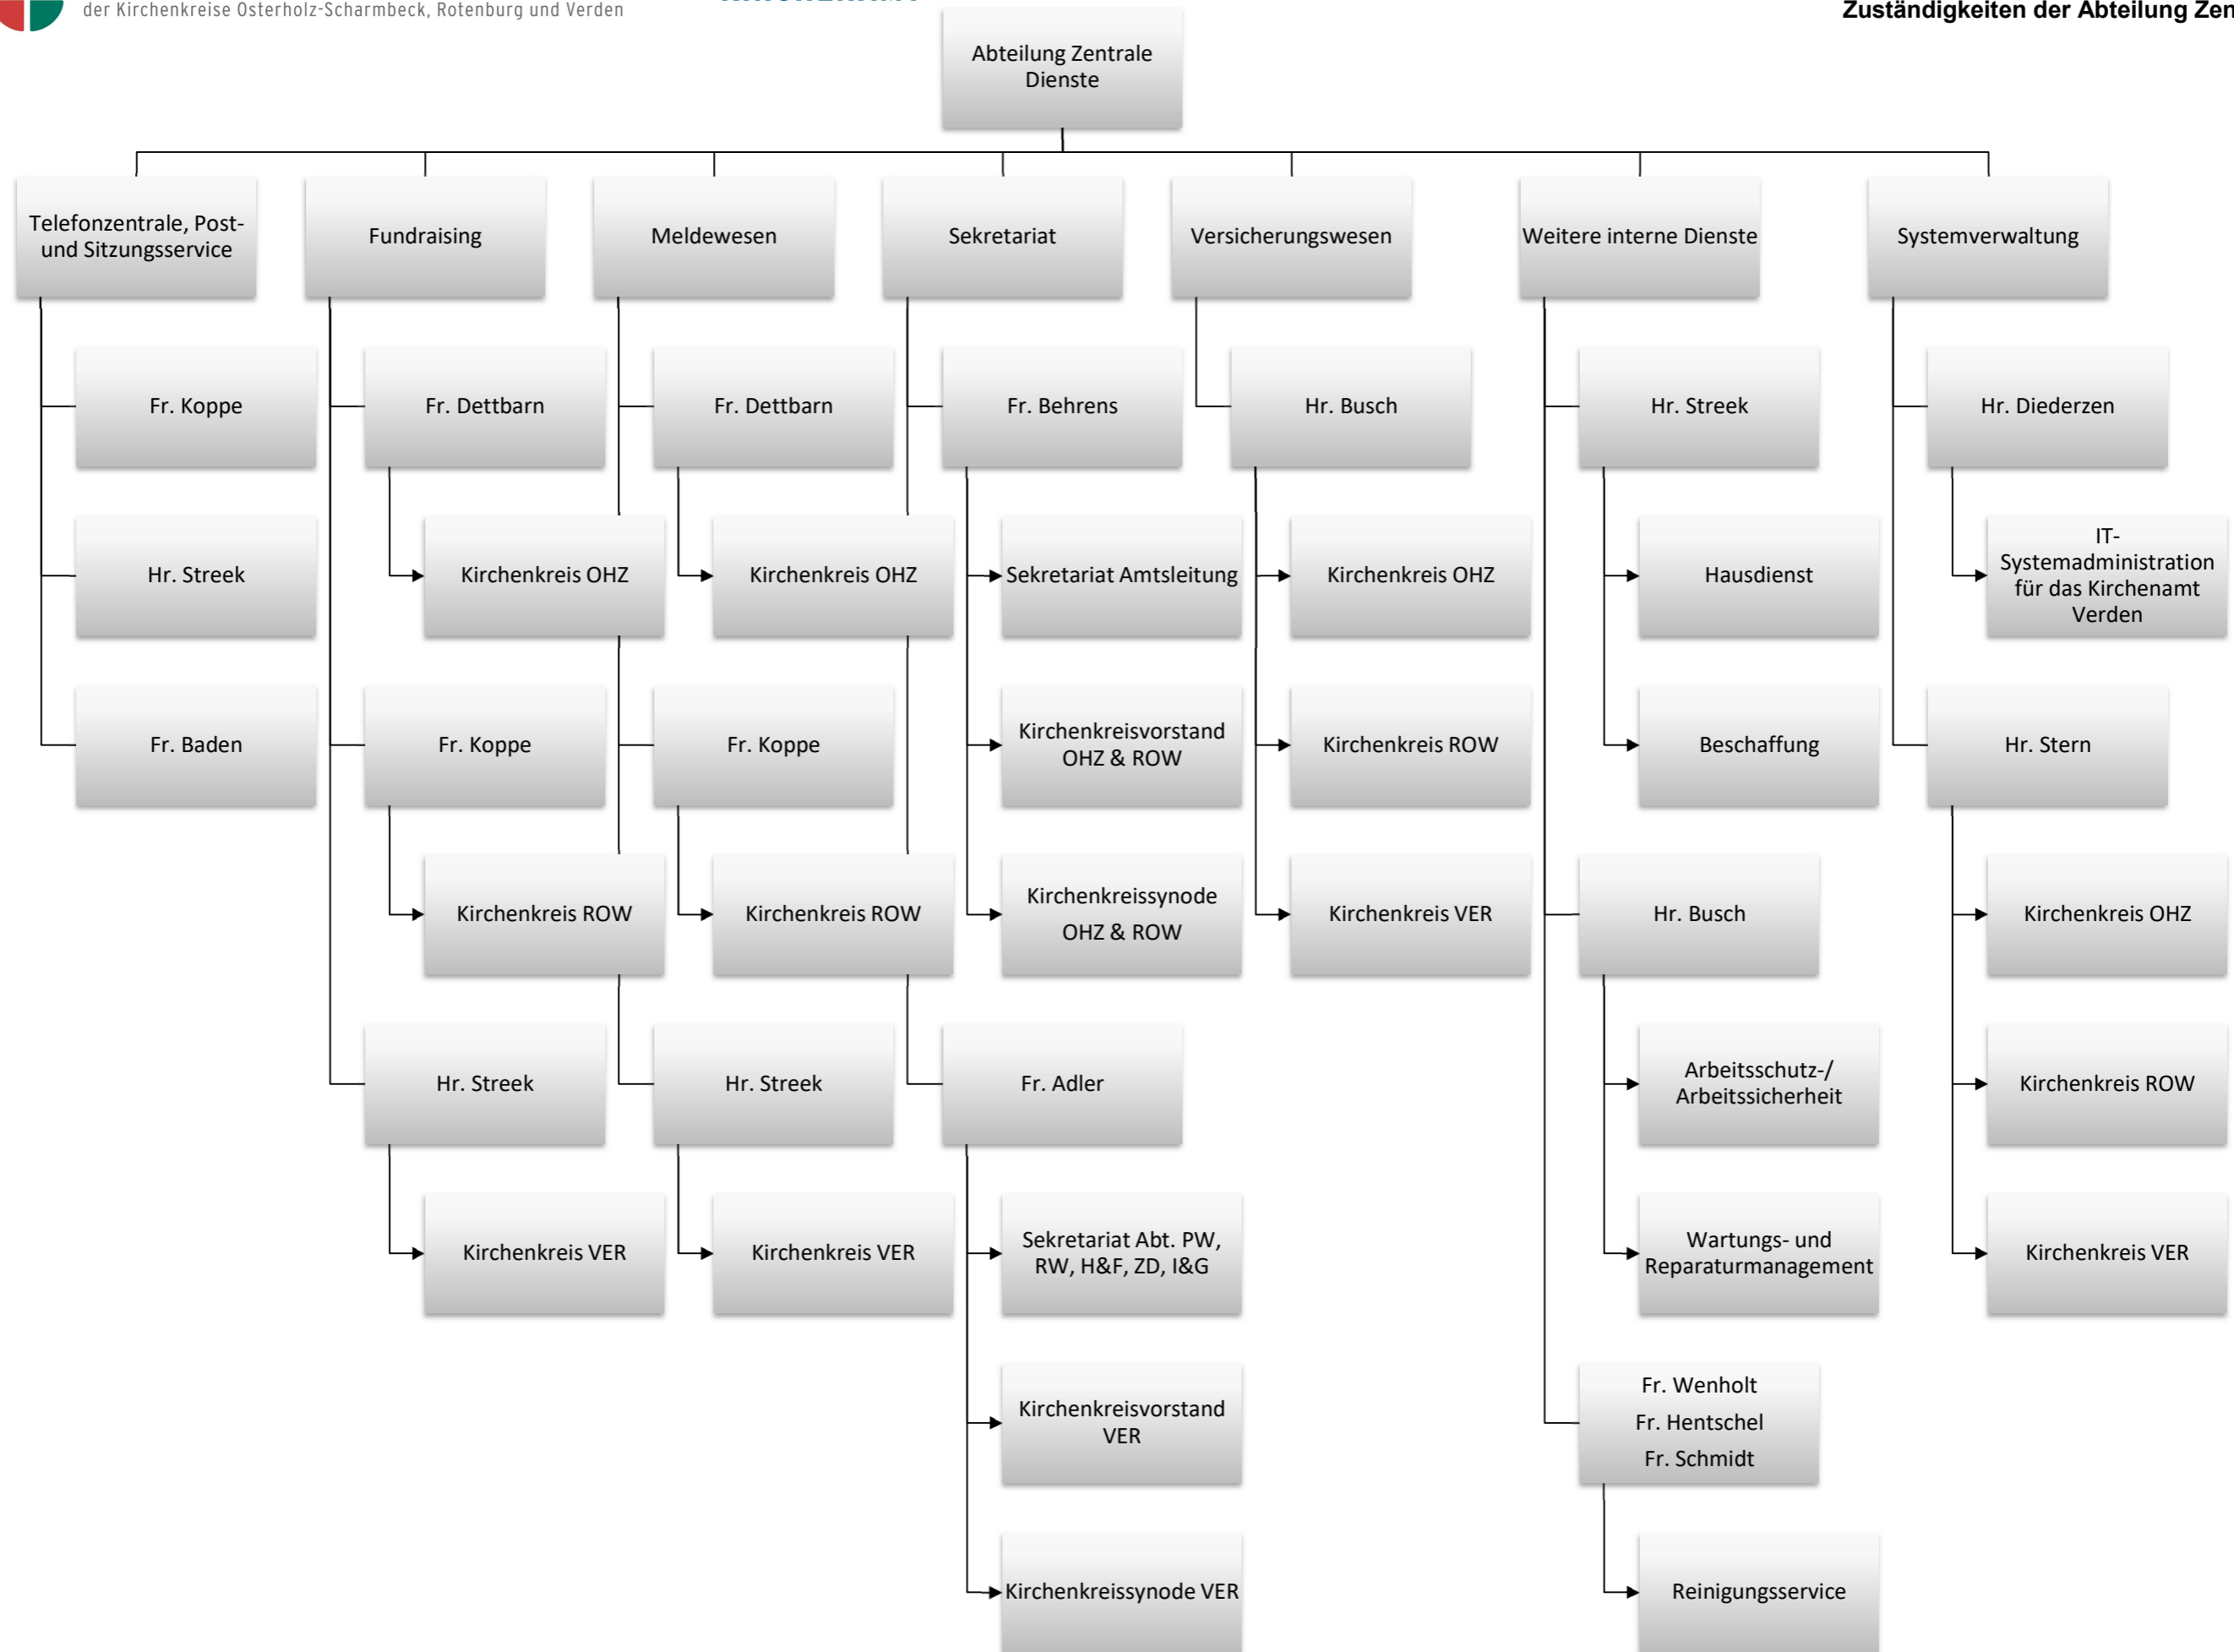 der Kirchenkreise Osterholz-Scharmbeck, Rotenburg und Verden
Zuständigkeiten der Abteilung Zen
Abteilung Zentrale
Dienste
Telefonzentrale, Post-
und Sitzungsservice
Fr. Koppe
Hr. Streek
Fr. Baden
Fundraising
Fr. Dettbarn
Kirchenkreis OHZ
Fr. Koppe
Kirchenkreis ROW
Hr. Streek
Kirchenkreis VER
Meldewesen
Fr. Dettbarn
Kirchenkreis OHZ
Fr. Koppe
Kirchenkreis ROW
Hr. Streek
Kirchenkreis VER
Sekretariat
Fr. Behrens
Sekretariat Amtsleitung
Kirchenkreisvorstand
OHZ & ROW
Kirchenkreissynode
OHZ & ROW
Fr. Adler
Sekretariat Abt. PW,
RW, H&F, ZD, I&G
Kirchenkreisvorstand
VER
Kirchenkreissynode VER
Versicherungswesen
Hr. Busch
Kirchenkreis OHZ
Kirchenkreis ROW
Kirchenkreis VER
Weitere interne Dienste
Hr. Streek
Hausdienst
Beschaffung
Hr. Busch
Arbeitsschutz-/
Arbeitssicherheit
Wartungs- und
Reparaturmanagement
Fr. Wenholt
Fr. Hentschel
Fr. Schmidt
Reinigungsservice
Systemverwaltung
Hr. Diederzen
IT-
Systemadministration
für das Kirchenamt
Verden
Hr. Stern
Kirchenkreis OHZ
Kirchenkreis ROW
Kirchenkreis VER